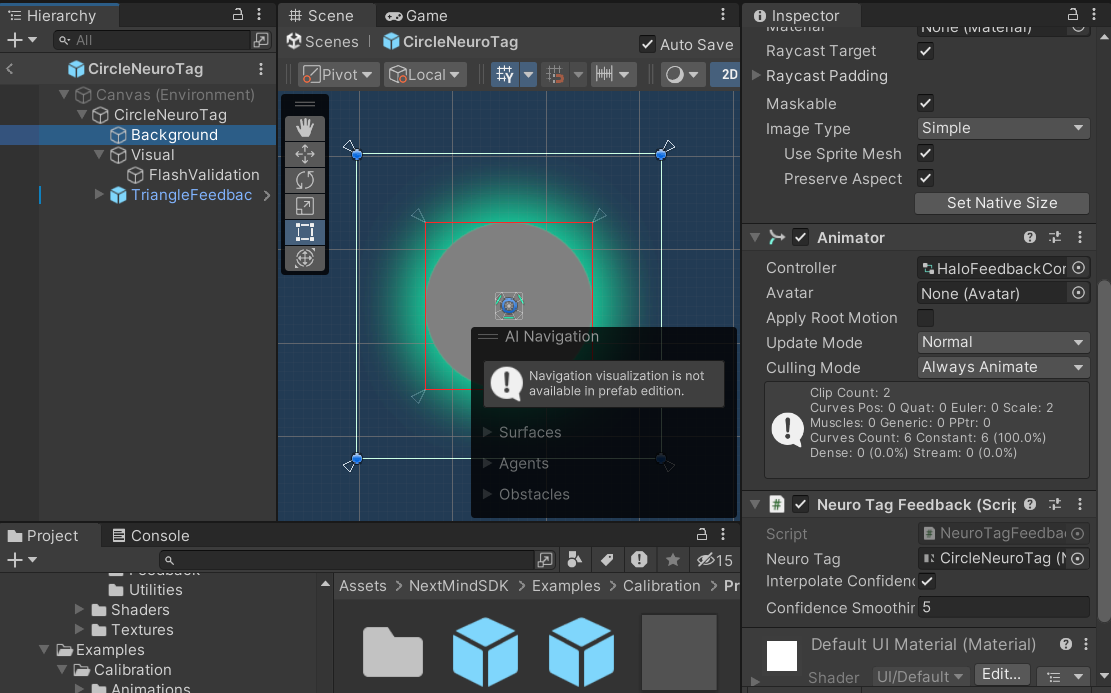 Hierarchy
All
CircleNeuroTag
Canvas (Environment)
CircleNeuroTag
Background
Visual
FlashValidation
TriangleFeedbac
Scene
Game
Scenes
CircleNeuroTag
Auto Save
Pivot
Local
2D
AI Navigation
Navigation visualization is not
available in prefab edition.
Surfaces
Agents
Obstacles
Inspector
Material None (Material)
Raycast Target
Raycast Padding
Maskable
Image Type Simple
Use Sprite Mesh
Preserve Aspect
Set Native Size
Animator
Controller HaloFeedbackCor
Avatar None (Avatar)
Apply Root Motion
Update Mode Normal
Culling Mode Always Animate
Clip Count: 2
Curves Pos: 0 Quat: 0 Euler: 0 Scale: 2
Muscles: 0 Generic: 0 PPtr: 0
Curves Count: 6 Constant: 6 (100.0%)
Dense: 0 (0.0%) Stream: 0 (0.0%)
Neuro Tag Feedback (Scrip
Script NeuroTagFeedba
Neuro Tag CircleNeuroTag (N
Interpolate Confidenc
Confidence Smoothin 5
Default UI Material (Material)
Shader UI/Default Edit...
Project
Console
15
Feedback
Utilities
Shaders
Textures
Examples
Calibration
Animations
Assets > NextMindSDK > Examples > Calibration > Pr